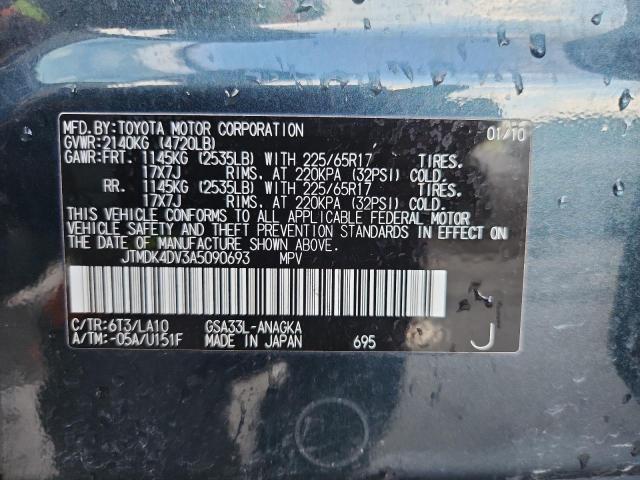 MFD.BY:TOYOTA MOTOR CORPORATION 01/10
GVWR:2140KG (4720LB)
GAWR:FRT. 1145KG (2535LB) WITH 225/65R17 TIRES.
17X7J RIMS. AT 220KPA (32PSI) COLD.
RR. 1145KG (2535LB) WITH 225/65R17 TIRES.
17X7J RIMS. AT 220KPA (32PSI) COLD.
THIS VEHICLE CONFORMS TO ALL APPLICABLE FEDERAL MOTOR
VEHICLE SAFETY AND THEFT PREVENTION STANDARDS IN EFFECT ON
THE DATE OF MANUFACTURE SHOWN ABOVE.
JTMDK4DV3A5090693 MPV
C/TR:6T3/LA10 GSA33L-ANAGKA
A/TM:-05A/U151F MADE IN JAPAN 695
J